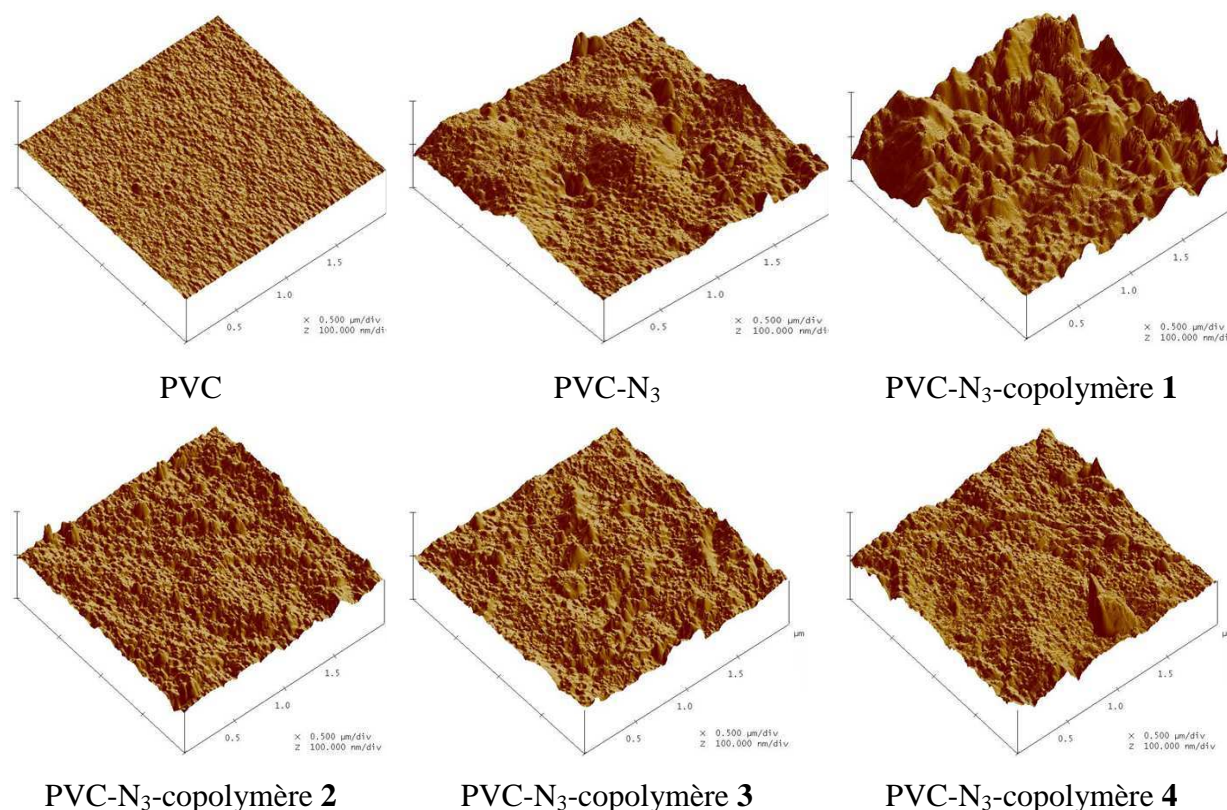 0.5
1.0
1.5
X 0.500 µm/div
Z 100.000 nm/div
PVC
0.5
1.0
1.5
X 0.500 µm/div
Z 100.000 nm/di
PVC-N₃
0.5
1.0
1.5
X 0.500 µm/div
Z 100.000 nm/di
PVC-N₃-copolymère 1
0.5
1.0
1.5
X 0.500 µm/div
Z 100.000 nm/div
PVC-N₃-copolymère 2
0.5
1.0
1.5
µm
X 0.500 µm/div
Z 100.000 nm/div
PVC-N₃-copolymère 3
0.5
1.0
1.5
µ
X 0.500 µm/div
Z 100.000 nm/div
PVC-N₃-copolymère 4